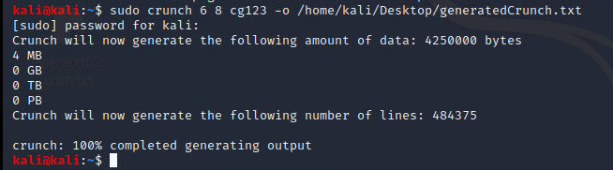 kali@kali:~$ sudo crunch 6 8 cg123 -o /home/kali/Desktop/generatedCrunch.txt
[sudo] password for kali:
Crunch will now generate the following amount of data: 4250000 bytes
4 MB
0 GB
0 TB
0 PB
Crunch will now generate the following number of lines: 484375
crunch: 100% completed generating output
kali@kali:~$